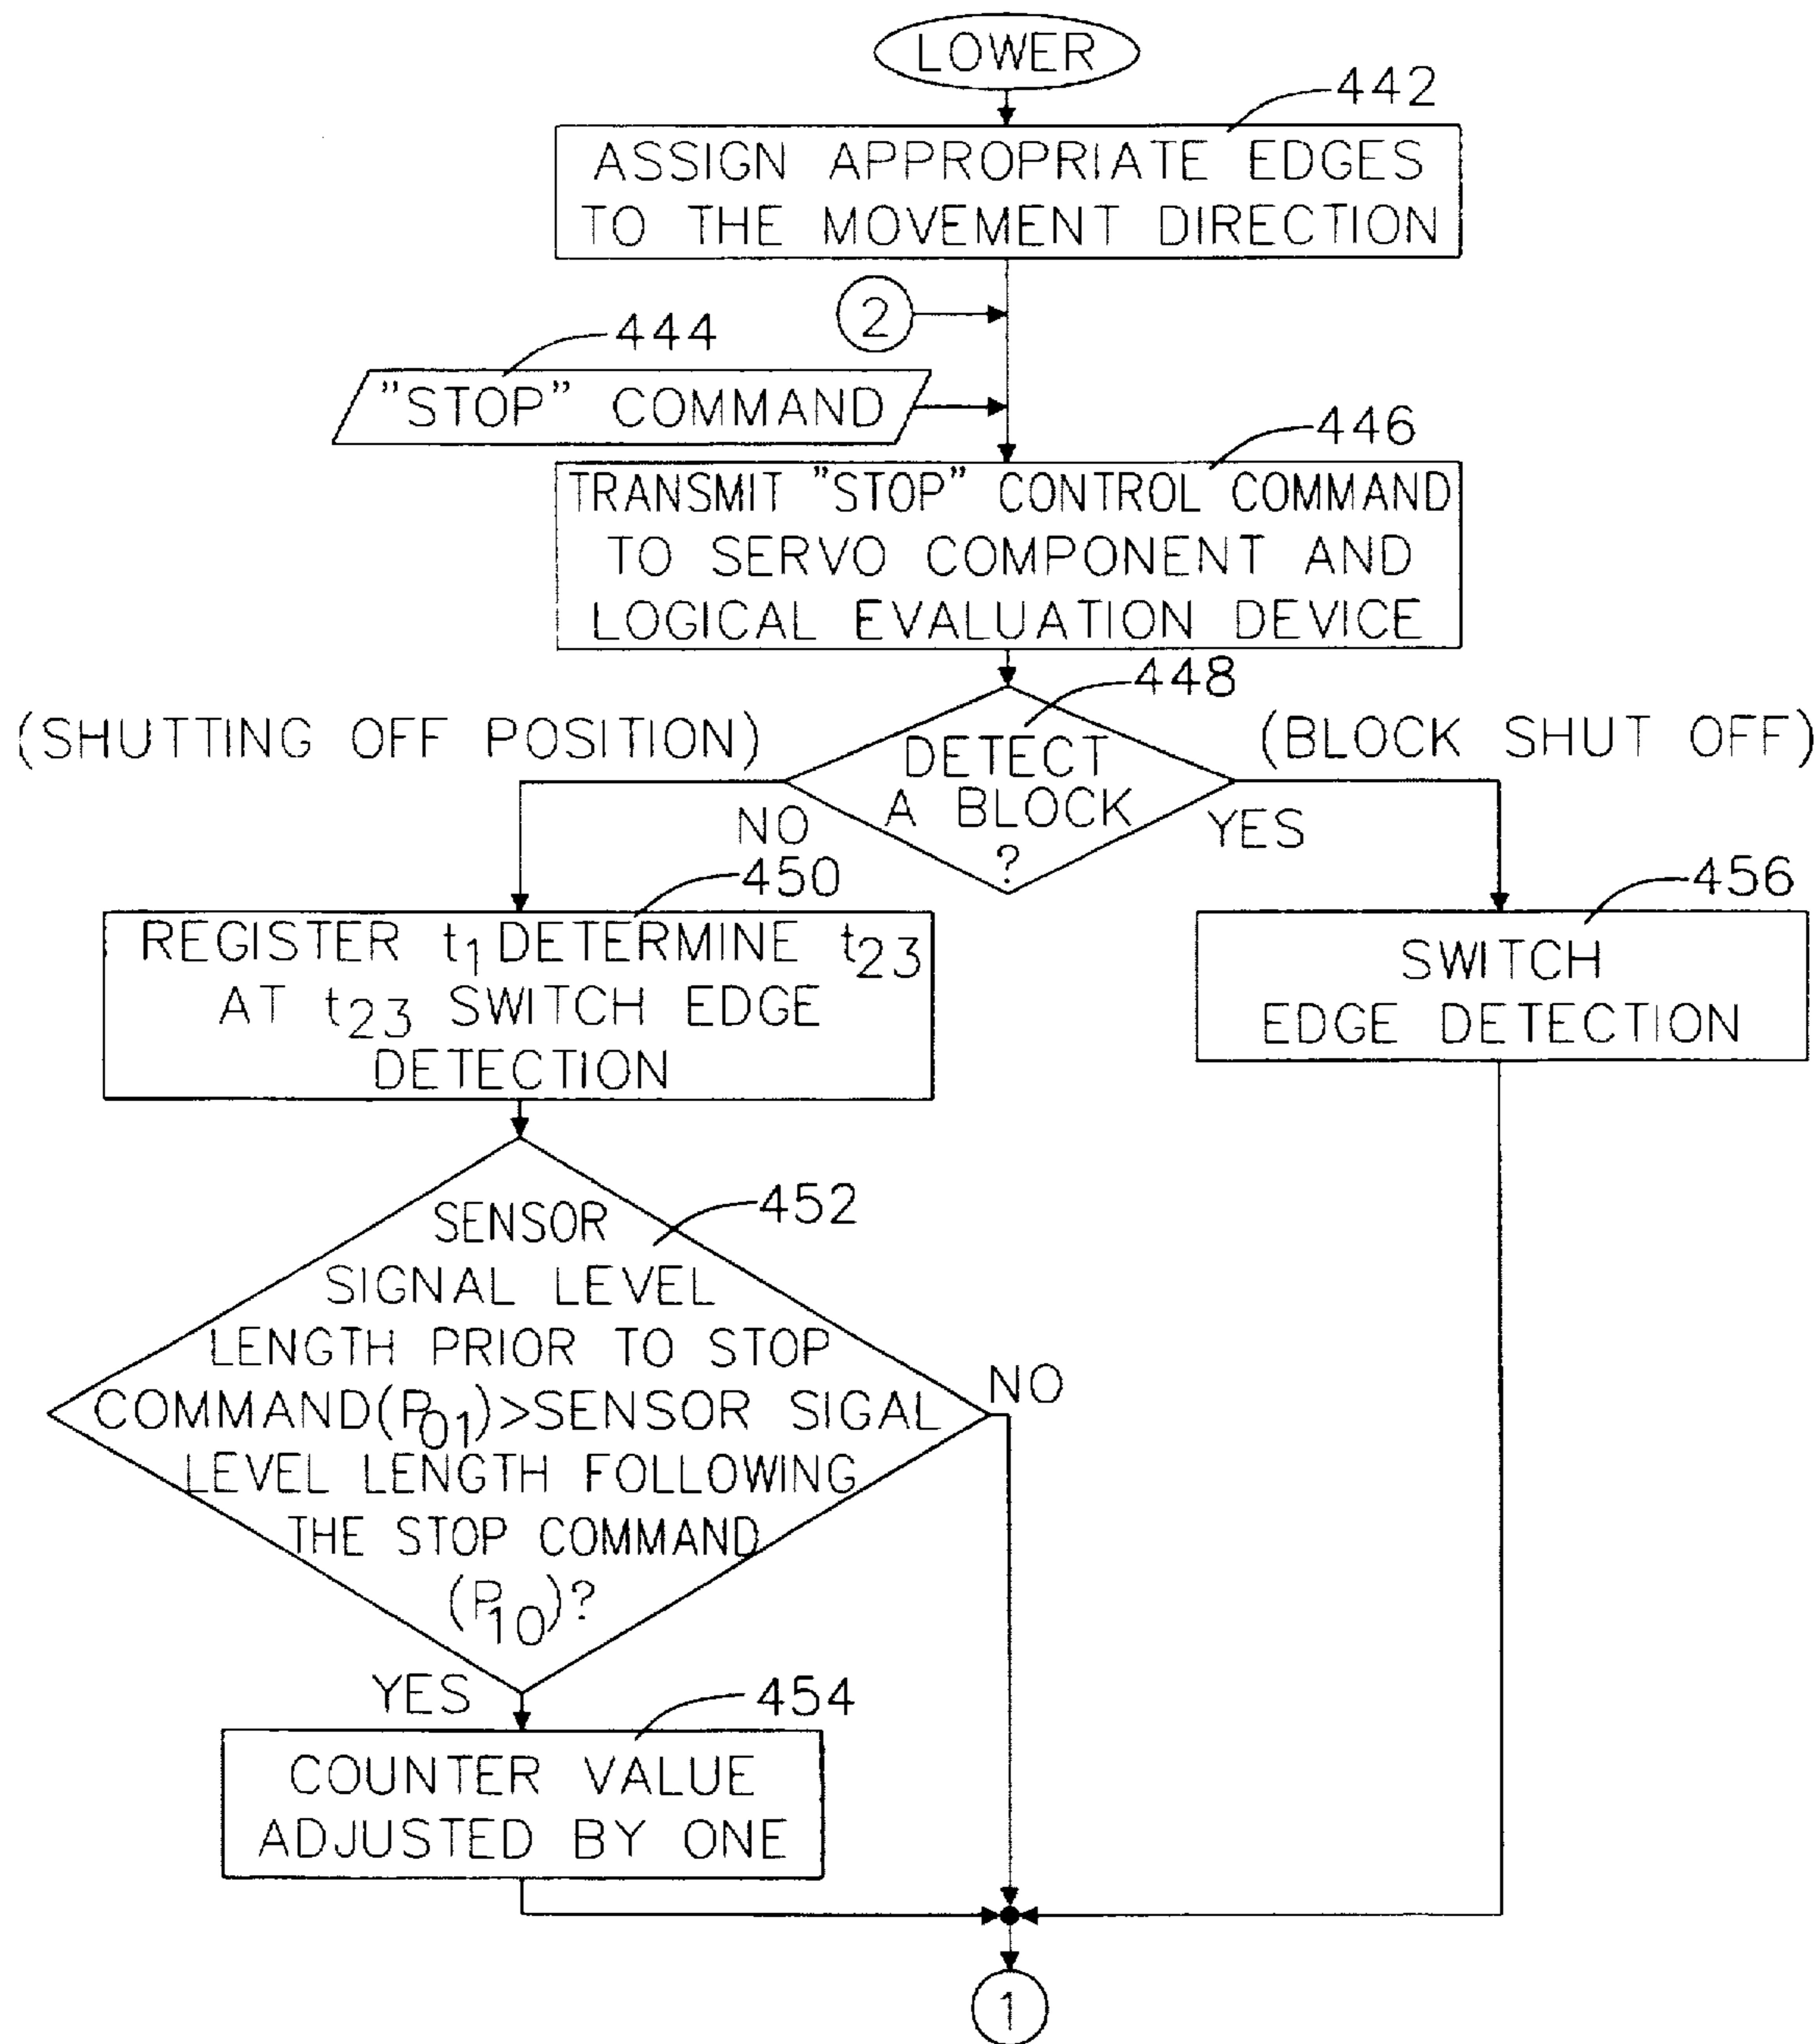 LOWER
442
ASSIGN APPROPRIATE EDGES
TO THE MOVEMENT DIRECTION
2
444
"STOP" COMMAND
446
TRANSMIT "STOP" CONTROL COMMAND
TO SERVO COMPONENT AND
LOGICAL EVALUATION DEVICE
448
(SHUTTING OFF POSITION)
(BLOCK SHUT OFF)
DETECT
A BLOCK
?
NO
YES
450
REGISTER t1 DETERMINE t23
AT t23 SWITCH EDGE
DETECTION
456
SWITCH
EDGE DETECTION
452
SENSOR
SIGNAL LEVEL
LENGTH PRIOR TO STOP
COMMAND(P01)>SENSOR SIGAL
LEVEL LENGTH FOLLOWING
THE STOP COMMAND
(P10)?
NO
YES
454
COUNTER VALUE
ADJUSTED BY ONE
1